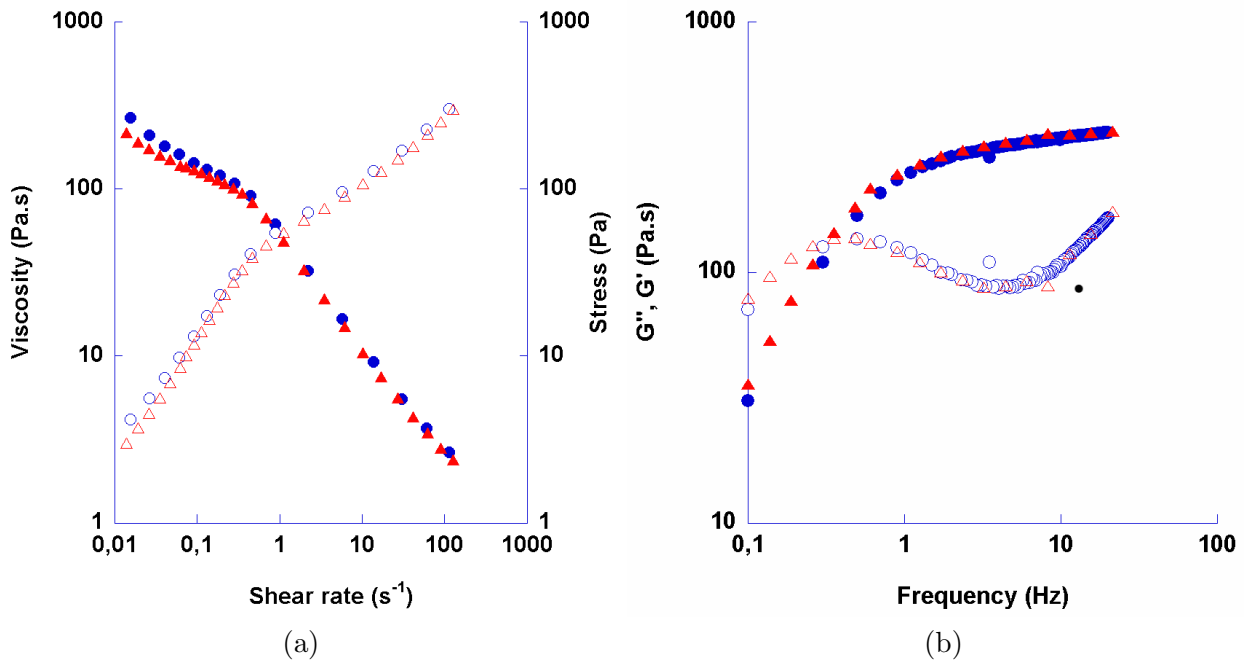 1000
100
10
1
Viscosity (Pa.s)
0,01 0,1 1 10 100 1000
Shear rate (s⁻¹)
1000
100
10
1
Stress (Pa)
(a)
1000
100
10
G'', G' (Pa.s)
0,1 1 10 100
Frequency (Hz)
(b)